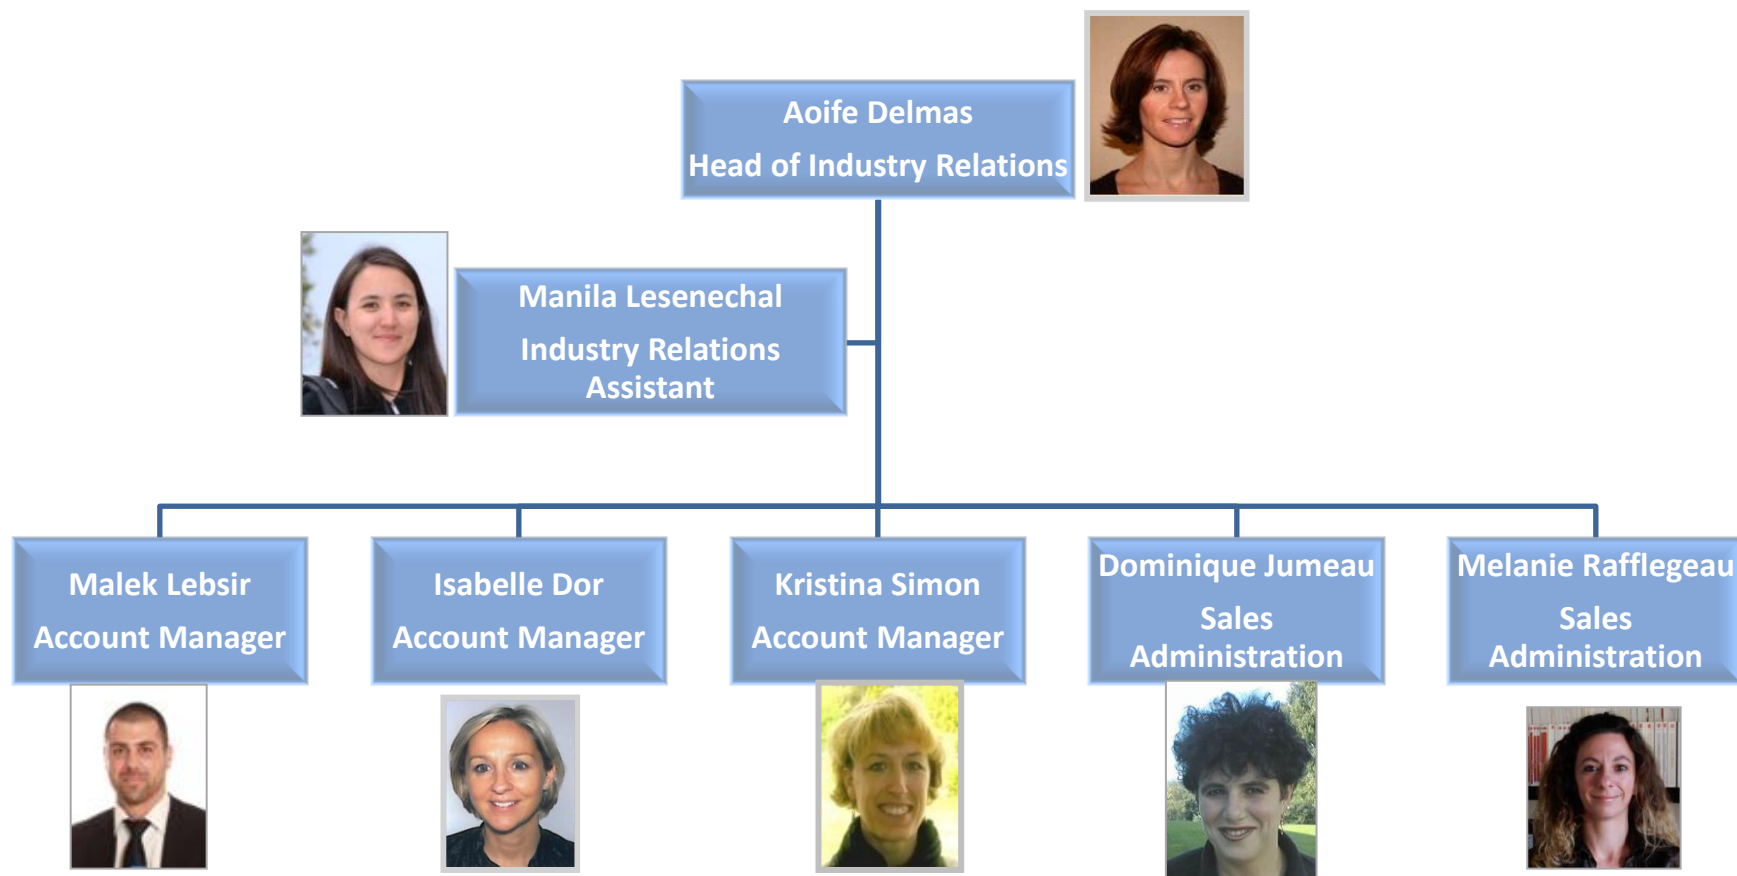 Aoife Delmas
Head of Industry Relations
Manila Lesenechal
Industry Relations
Assistant
Malek Lebsir
Account Manager
Isabelle Dor
Account Manager
Kristina Simon
Account Manager
Dominique Jumeau
Sales
Administration
Melanie Rafflegeau
Sales
Administration